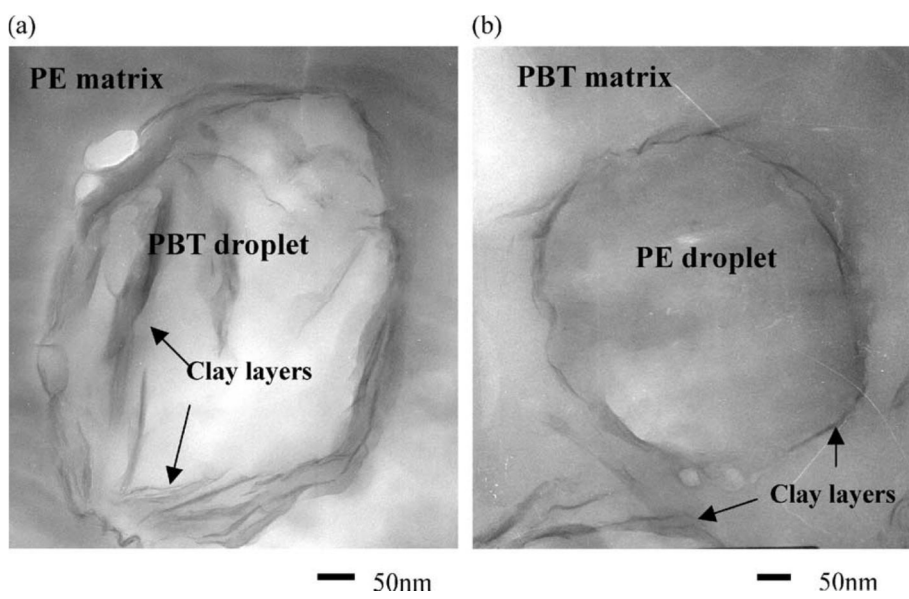 (a)
(b)
PE matrix
PBT matrix
PBT droplet
PE droplet
Clay layers
Clay layers
50nm
50nm